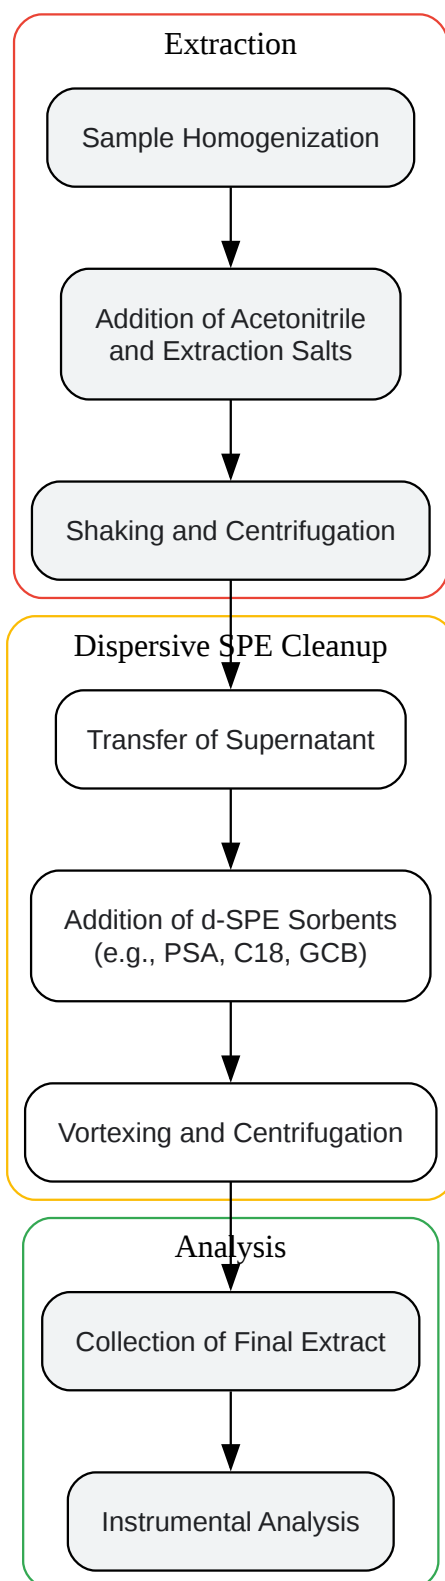 Extraction
Sample Homogenization
Addition of Acetonitrile
and Extraction Salts
Shaking and Centrifugation
Dispersive SPE Cleanup
Transfer of Supernatant
Addition of d-SPE Sorbents
(e.g., PSA, C18, GCB)
Vortexing and Centrifugation
Analysis
Collection of Final Extract
Instrumental Analysis